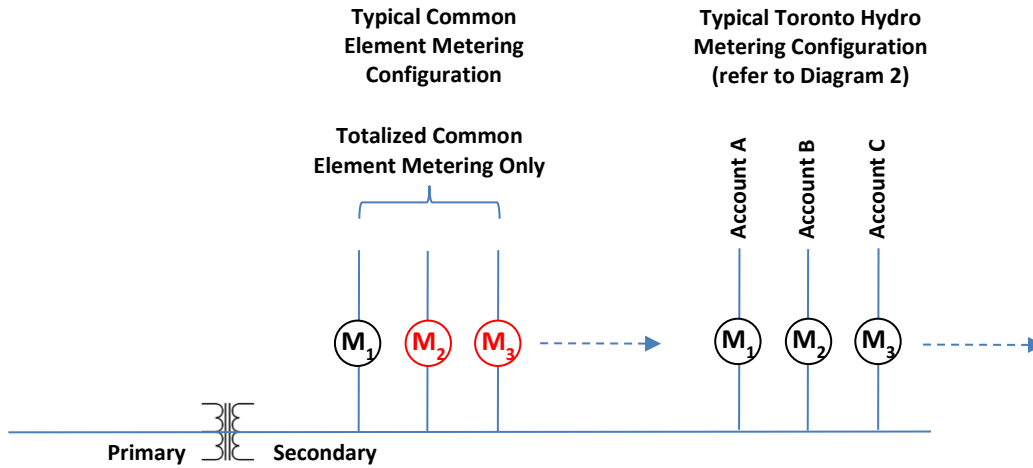 Typical Common
Element Metering
Configuration
Typical Toronto Hydro
Metering Configuration
(refer to Diagram 2)
Totalized Common
Element Metering Only
Account A
Account B
Account C
M1
M2
M3
M1
M2
M3
Primary
Secondary